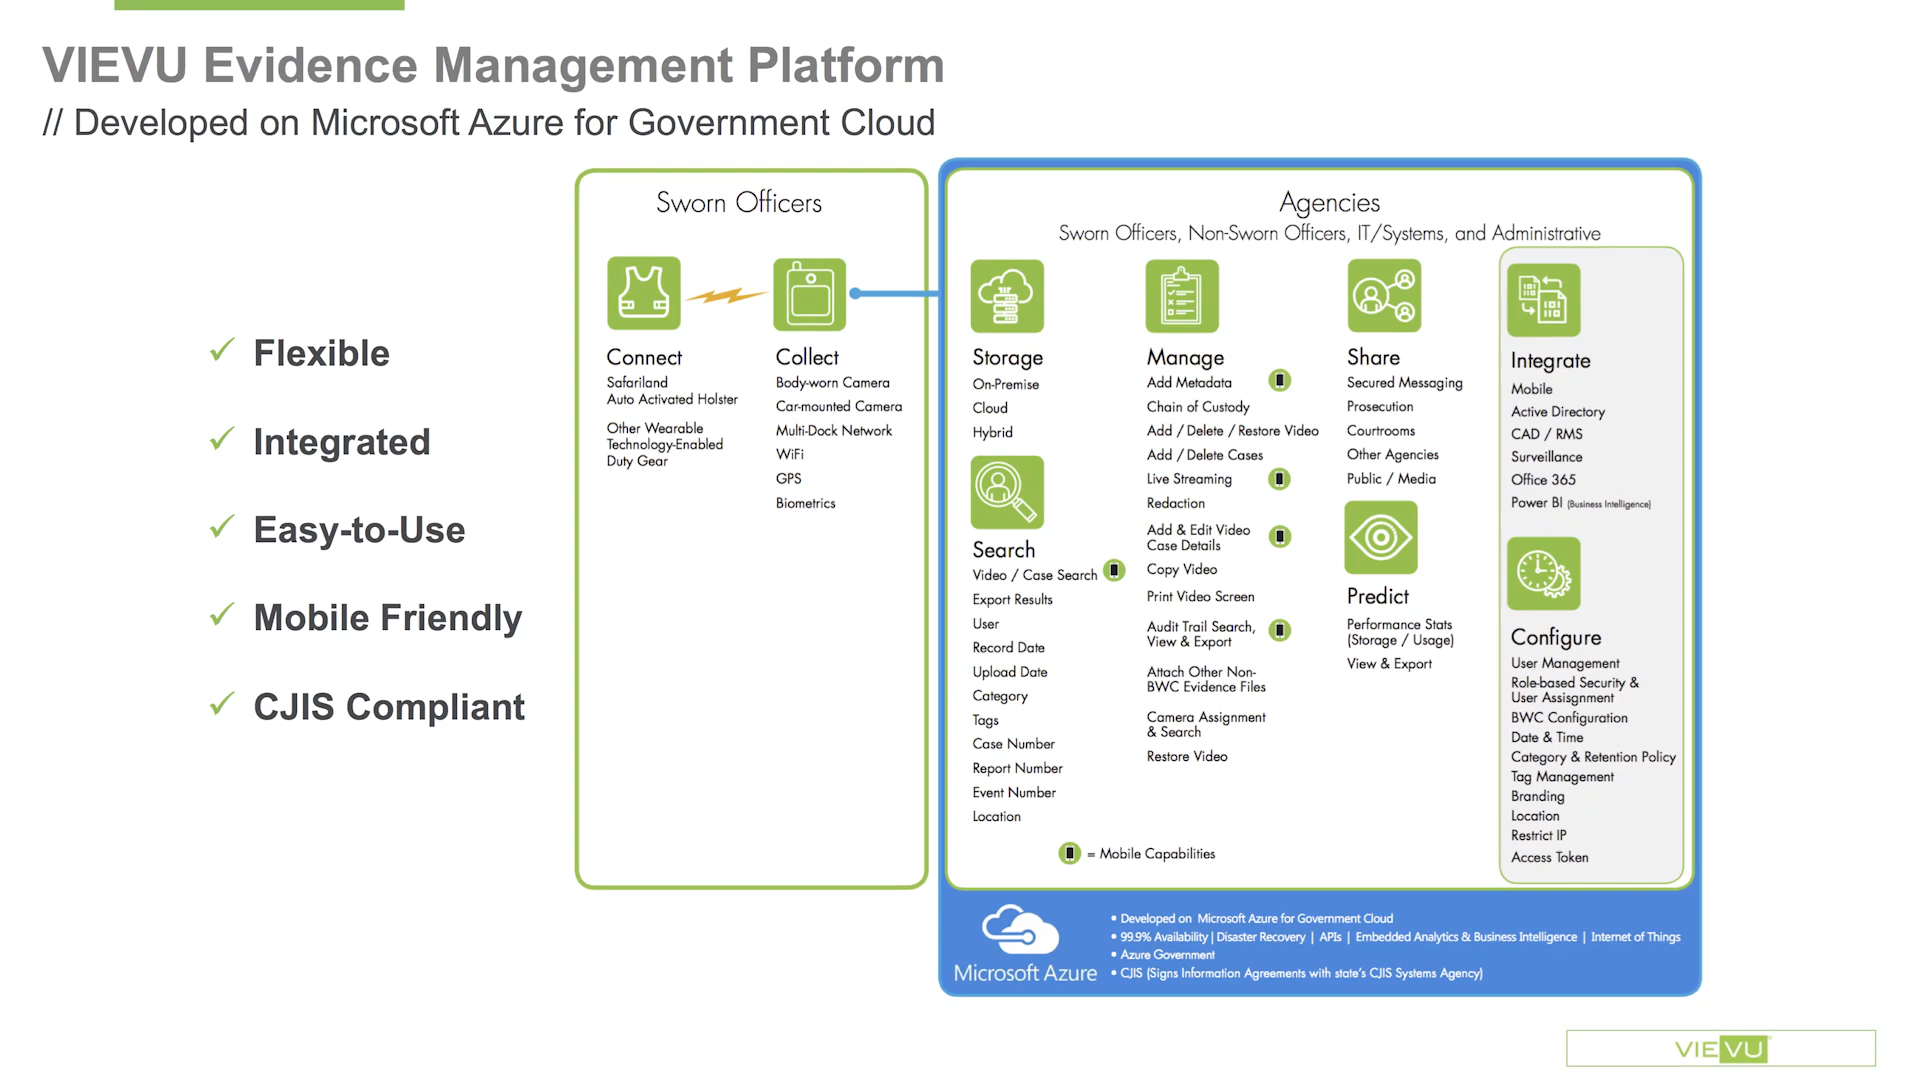 VIEVU Evidence Management Platform
// Developed on Microsoft Azure for Government Cloud
✓ Flexible
✓ Integrated
✓ Easy-to-Use
✓ Mobile Friendly
✓ CJIS Compliant
Sworn Officers
Connect
Safariland
Auto Activated Holster
Other Wearable
Technology-Enabled
Duty Gear
Collect
Body-worn Camera
Car-mounted Camera
Multi-Dock Network
WiFi
GPS
Biometrics
Agencies
Sworn Officers, Non-Sworn Officers, IT/Systems, and Administrative
Storage
On-Premise
Cloud
Hybrid
Search
Video / Case Search
Export Results
User
Record Date
Upload Date
Category
Tags
Case Number
Report Number
Event Number
Location
Manage
Add Metadata
Chain of Custody
Add / Delete / Restore Video
Add / Delete Cases
Live Streaming
Redaction
Add & Edit Video
Case Details
Copy Video
Print Video Screen
Audit Trail Search,
View & Export
Attach Other Non-
BWC Evidence Files
Camera Assignment
& Search
Restore Video
Share
Secured Messaging
Prosecution
Courtrooms
Other Agencies
Public / Media
Predict
Performance Stats
(Storage / Usage)
View & Export
Integrate
Mobile
Active Directory
CAD / RMS
Surveillance
Office 365
Power BI (Business Intelligence)
Configure
User Management
Role-based Security &
User Assisgnment
BWC Configuration
Date & Time
Category & Retention Policy
Tag Management
Branding
Location
Restrict IP
Access Token
= Mobile Capabilities
Microsoft Azure
• Developed on Microsoft Azure for Government Cloud
• 99.9% Availability | Disaster Recovery | APIs | Embedded Analytics & Business Intelligence | Internet of Things
• Azure Government
• CJIS (Signs Information Agreements with state's CJIS Systems Agency)
VIEVU